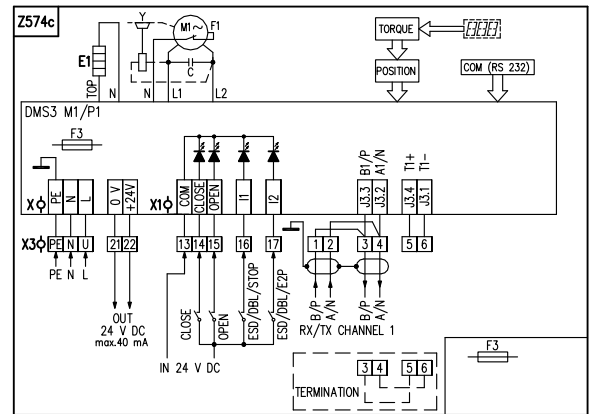 Z574c
Y
M1~
F1
E1
C
TOP
N
N
L1
L2
TORQUE
POSITION
COM (RS 232)
DMS3 M1/P1
F3
X
PE
N
L
0 V
+24V
X1
COM
CLOSE
OPEN
I1
I2
B1/P
A1/N
T1+
T1-
J3.3
J3.2
J3.4
J3.1
X3
PE
N
U
21
22
13
14
15
16
17
1
2
3
4
5
6
PE N L
OUT
24 V DC
max.40 mA
CLOSE
OPEN
ESD/DBL/STOP
ESD/DBL/E2P
B/P
A/N
B/P
A/N
RX/TX CHANNEL 1
IN 24 V DC
3 4 5 6
TERMINATION
F3